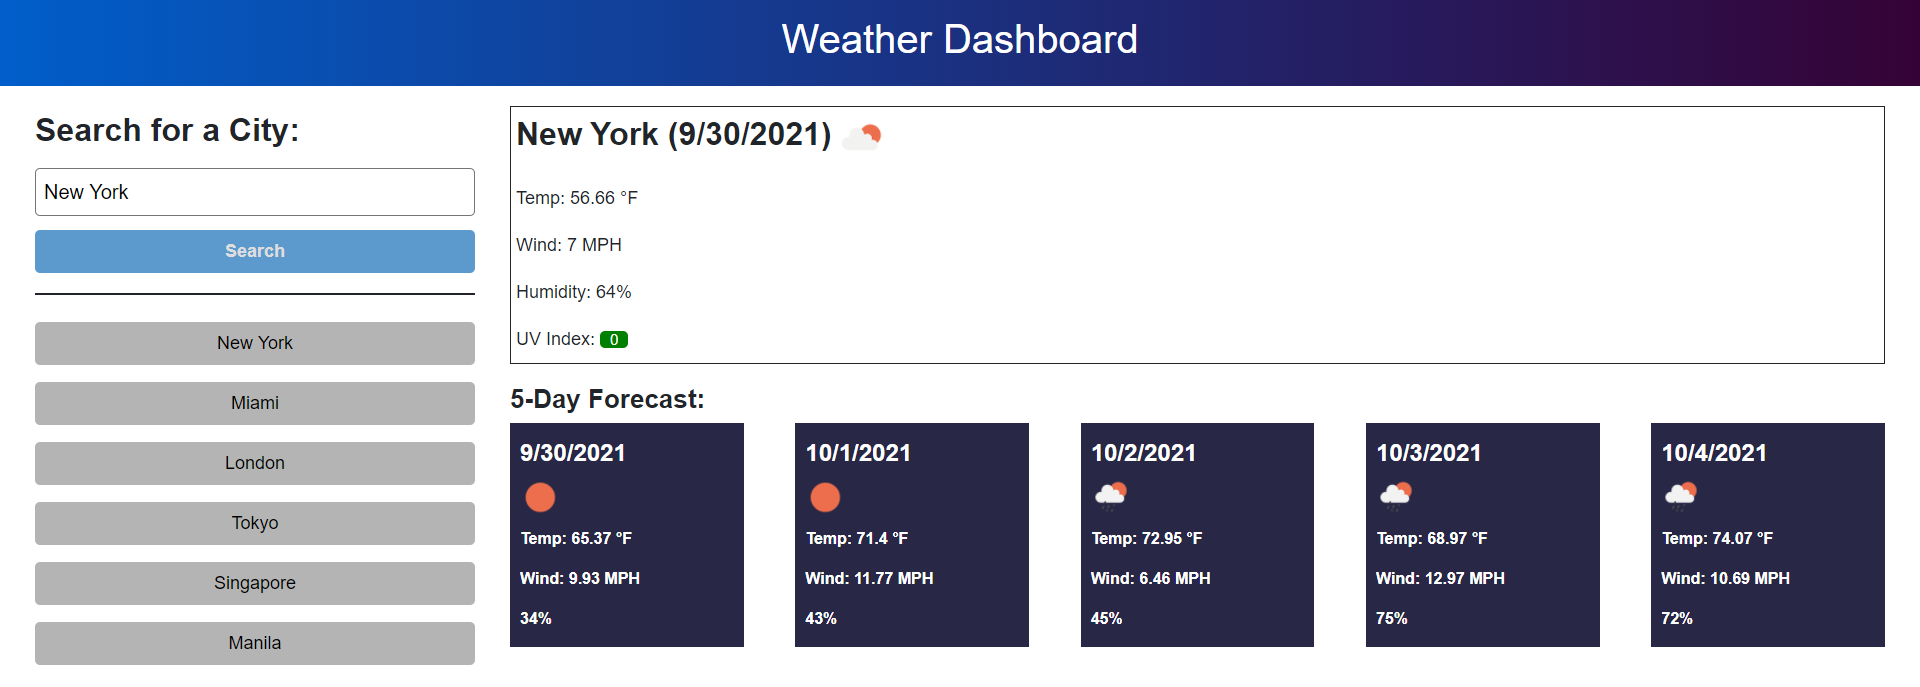 Weather Dashboard
Search for a City:
New York
Search
New York
Miami
London
Tokyo
Singapore
Manila
New York (9/30/2021)
Temp: 56.66 °F
Wind: 7 MPH
Humidity: 64%
UV Index: 0
5-Day Forecast:
9/30/2021
Temp: 65.37 °F
Wind: 9.93 MPH
34%
10/1/2021
Temp: 71.4 °F
Wind: 11.77 MPH
43%
10/2/2021
Temp: 72.95 °F
Wind: 6.46 MPH
45%
10/3/2021
Temp: 68.97 °F
Wind: 12.97 MPH
75%
10/4/2021
Temp: 74.07 °F
Wind: 10.69 MPH
72%